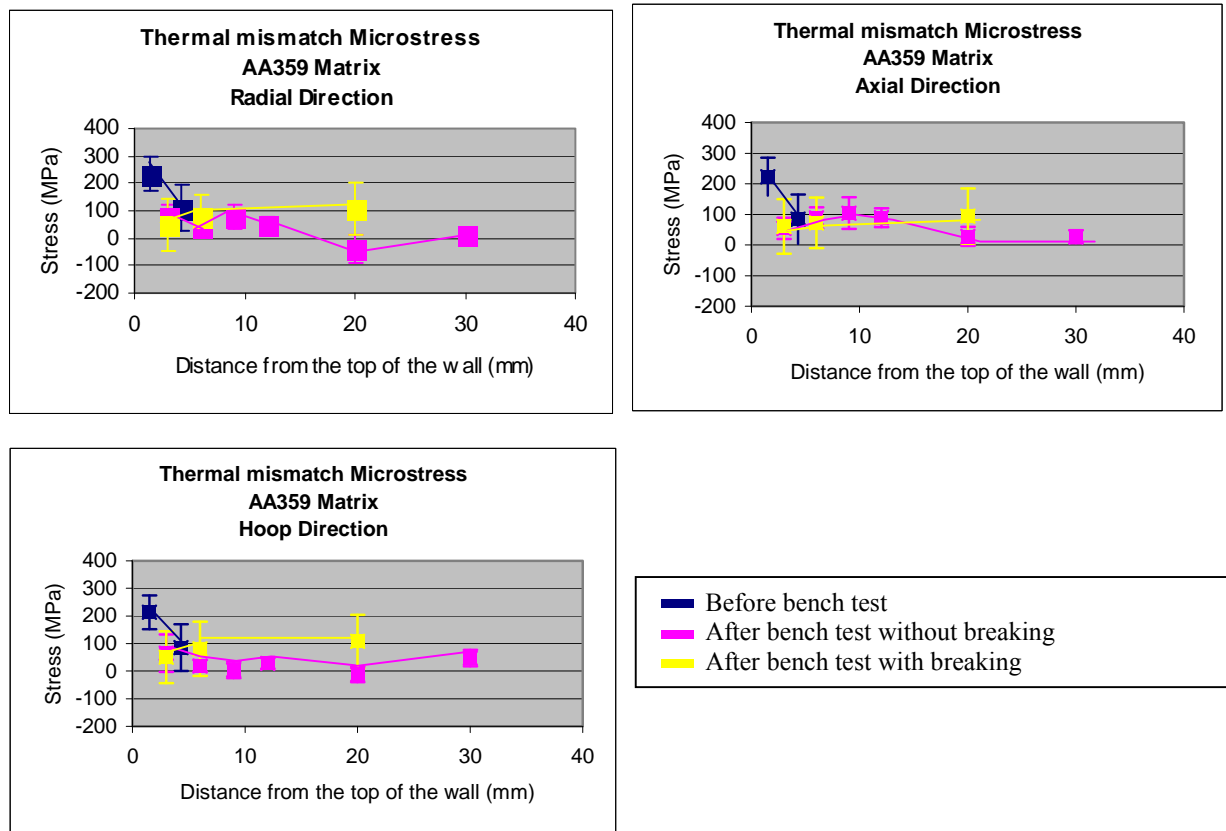 Thermal mismatch Microstress
AA359 Matrix
Radial Direction
400
300
200
100
0
-100
-200
Stress (MPa)
0 10 20 30 40
Distance from the top of the wall (mm)
Thermal mismatch Microstress
AA359 Matrix
Axial Direction
400
300
200
100
0
-100
-200
Stress (MPa)
0 10 20 30 40
Distance from the top of the wall (mm)
Thermal mismatch Microstress
AA359 Matrix
Hoop Direction
400
300
200
100
0
-100
-200
Stress (MPa)
0 10 20 30 40
Distance from the top of the wall (mm)
Before bench test
After bench test without breaking
After bench test with breaking